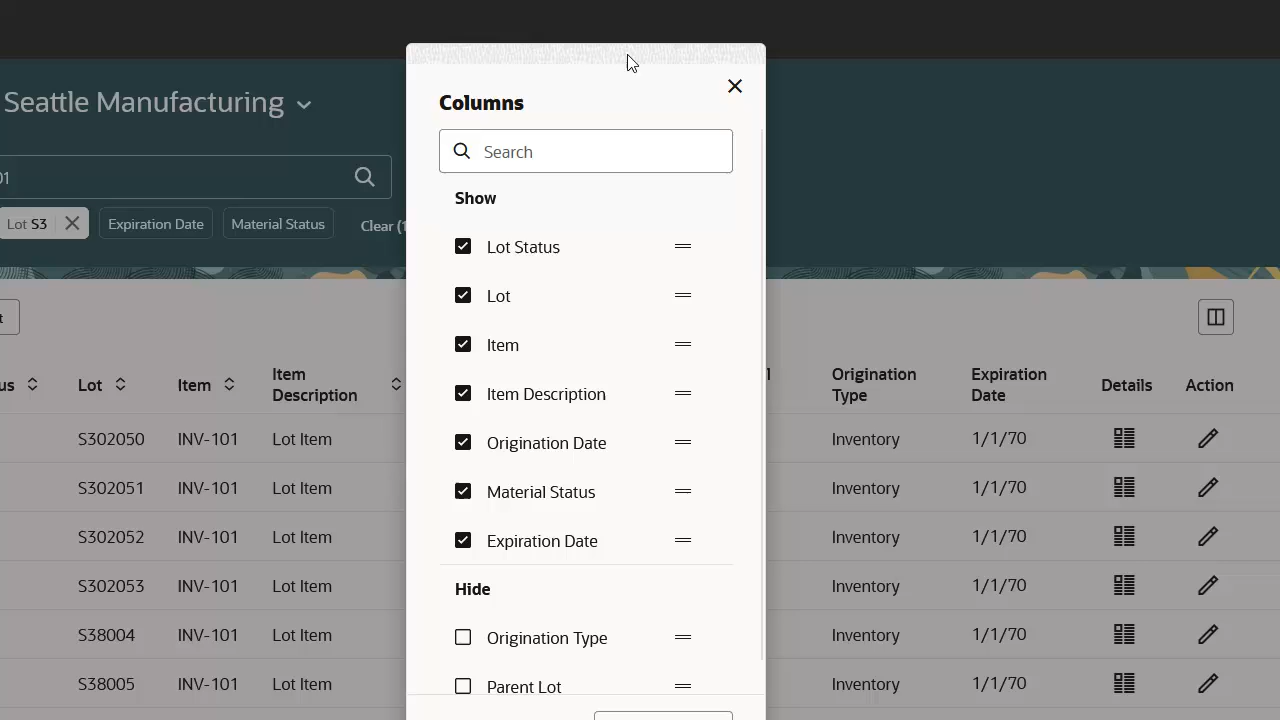 Seattle Manufacturing
Columns
Search
01
Show
Lot S3
Expiration Date
Material Status
Clear (1
Lot Status
Lot
Item
Item Description
Origination Date
Material Status
Expiration Date
Hide
Origination Type
Parent Lot
t
us Lot Item Item Description 1 Origination Type Expiration Date Details Action
S302050 INV-101 Lot Item Inventory 1/1/70
S302051 INV-101 Lot Item Inventory 1/1/70
S302052 INV-101 Lot Item Inventory 1/1/70
S302053 INV-101 Lot Item Inventory 1/1/70
S38004 INV-101 Lot Item Inventory 1/1/70
S38005 INV-101 Lot Item Inventory 1/1/70